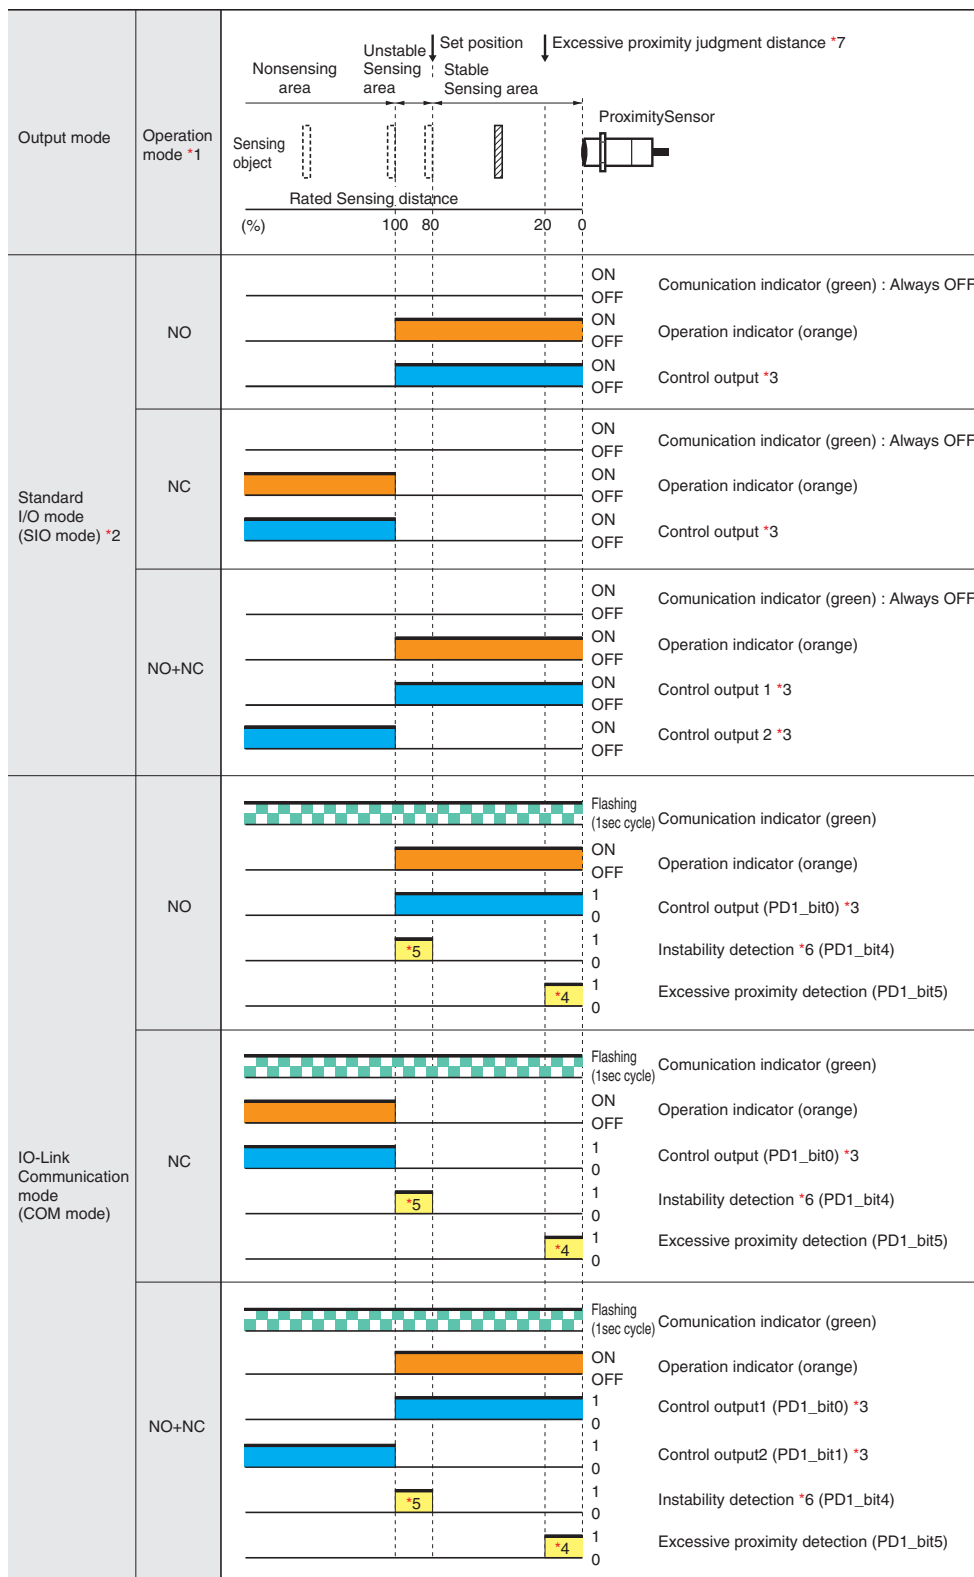 Output mode
Operation
mode *1
Set position
Excessive proximity judgment distance *7
Nonsensing
area
Unstable
Sensing
area
Stable
Sensing area
ProximitySensor
Sensing
object
Rated Sensing distance
(%)
100
80
20
0
Standard
I/O mode
(SIO mode) *2
NO
ON
OFF
Comunication indicator (green) : Always OFF
ON
OFF
Operation indicator (orange)
ON
OFF
Control output *3
NC
ON
OFF
Comunication indicator (green) : Always OFF
ON
OFF
Operation indicator (orange)
ON
OFF
Control output *3
NO+NC
ON
OFF
Comunication indicator (green) : Always OFF
ON
OFF
Operation indicator (orange)
ON
OFF
Control output 1 *3
ON
OFF
Control output 2 *3
IO-Link
Communication
mode
(COM mode)
NO
Flashing
(1sec cycle)
Comunication indicator (green)
ON
OFF
Operation indicator (orange)
1
0
Control output (PD1_bit0) *3
*5
1
0
Instability detection *6 (PD1_bit4)
*4
1
0
Excessive proximity detection (PD1_bit5)
NC
Flashing
(1sec cycle)
Comunication indicator (green)
ON
OFF
Operation indicator (orange)
1
0
Control output (PD1_bit0) *3
*5
1
0
Instability detection *6 (PD1_bit4)
*4
1
0
Excessive proximity detection (PD1_bit5)
NO+NC
Flashing
(1sec cycle)
Comunication indicator (green)
ON
OFF
Operation indicator (orange)
1
0
Control output1 (PD1_bit0) *3
1
0
Control output2 (PD1_bit1) *3
*5
1
0
Instability detection *6 (PD1_bit4)
*4
1
0
Excessive proximity detection (PD1_bit5)